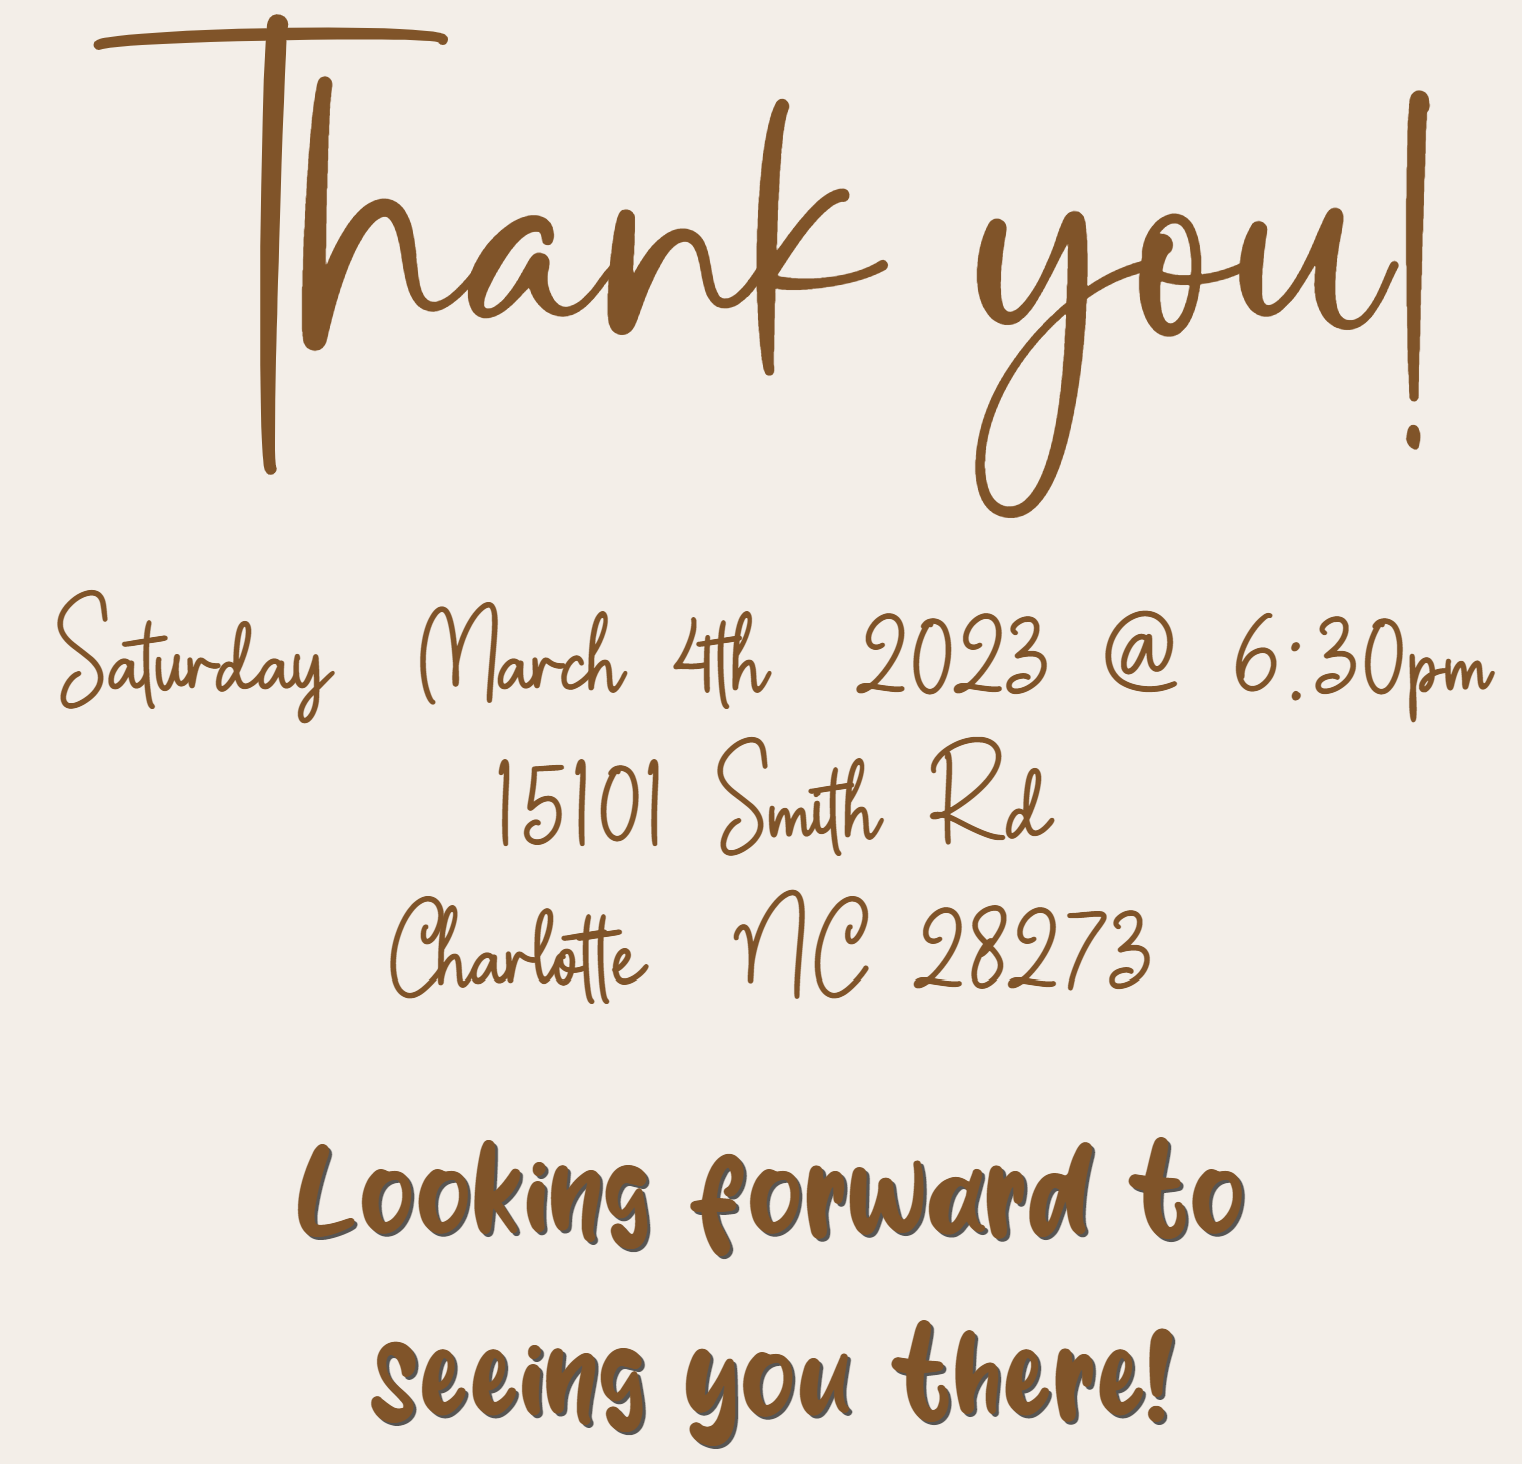 Thank you!
Saturday March 4th 2023 @ 6:30pm
15101 Smith Rd
Charlotte NC 28273
Looking forward to
seeing you there!